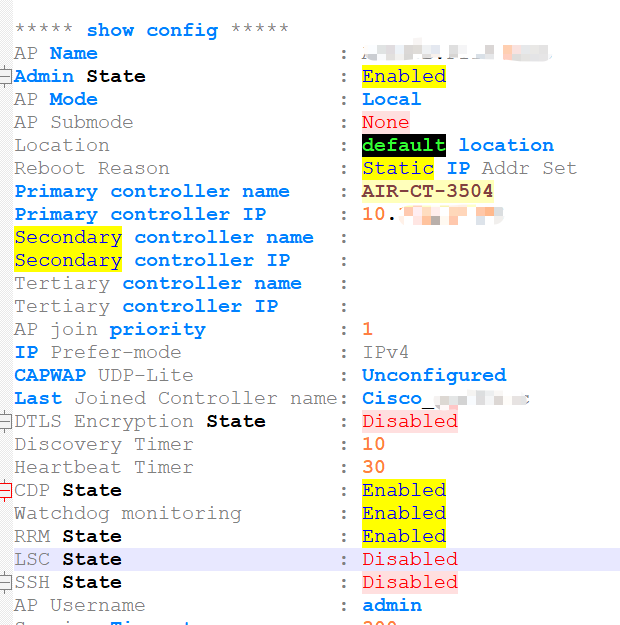 ***** show config *****
AP Name :
Admin State : Enabled
AP Mode : Local
AP Submode : None
Location : default location
Reboot Reason : Static IP Addr Set
Primary controller name : AIR-CT-3504
Primary controller IP : 10.
Secondary controller name :
Secondary controller IP :
Tertiary controller name :
Tertiary controller IP :
AP join priority : 1
IP Prefer-mode : IPv4
CAPWAP UDP-Lite : Unconfigured
Last Joined Controller name: Cisco_
DTLS Encryption State : Disabled
Discovery Timer : 10
Heartbeat Timer : 30
CDP State : Enabled
Watchdog monitoring : Enabled
RRM State : Enabled
LSC State : Disabled
SSH State : Disabled
AP Username : admin